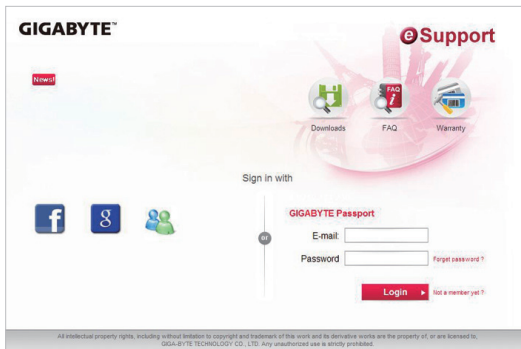 GIGABYTE™
eSupport
News!
FAQ
Downloads
FAQ
Warranty
Sign in with
f
g
or
GIGABYTE Passport
E-mail:
Password
Forget password ?
Login
Not a member yet ?
All intellectual property rights, including without limitation to copyright and trademark of this work and its derivative works are the property of, or are licensed to,
GIGA-BYTE TECHNOLOGY CO., LTD. Any unauthorized use is strictly prohibited.